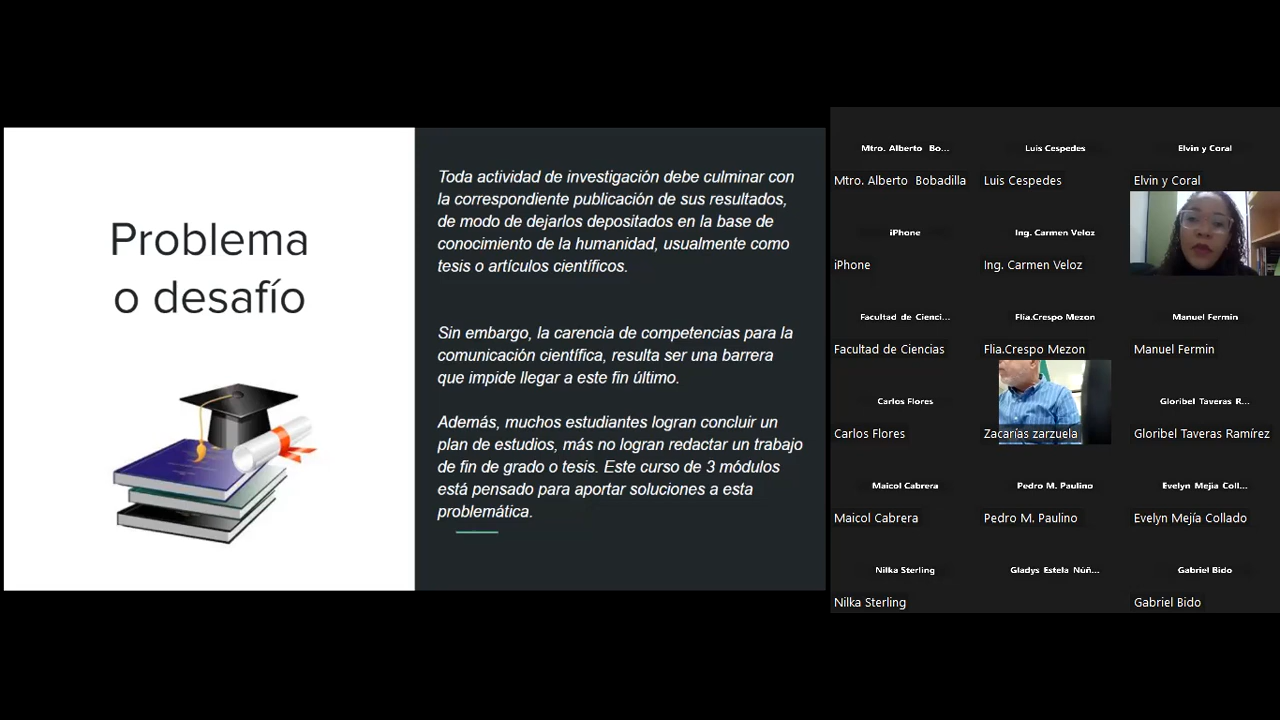 Problema
o desafío
Toda actividad de investigación debe culminar con
la correspondiente publicación de sus resultados,
de modo de dejarlos depositados en la base de
conocimiento de la humanidad, usualmente como
tesis o artículos científicos.
Sin embargo, la carencia de competencias para la
comunicación científica, resulta ser una barrera
que impide llegar a este fin último.
Además, muchos estudiantes logran concluir un
plan de estudios, más no logran redactar un trabajo
de fin de grado o tesis. Este curso de 3 módulos
está pensado para aportar soluciones a esta
problemática.
Mtro. Alberto Bo...
Luis Cespedes
Elvin y Coral
Mtro. Alberto Bobadilla
Luis Cespedes
Elvin y Coral
iPhone
Ing. Carmen Veloz
iPhone
Ing. Carmen Veloz
Facultad de Cienci...
Flia.Crespo Mezon
Manuel Fermin
Facultad de Ciencias
Flia.Crespo Mezon
Manuel Fermin
Carlos Flores
Gloribel Taveras R...
Carlos Flores
Zacarías zarzuela
Gloribel Taveras Ramírez
Maicol Cabrera
Pedro M. Paulino
Evelyn Mejia Coll...
Maicol Cabrera
Pedro M. Paulino
Evelyn Mejía Collado
Nilka Sterling
Gladys Estela Núñ...
Gabriel Bido
Nilka Sterling
Gabriel Bido